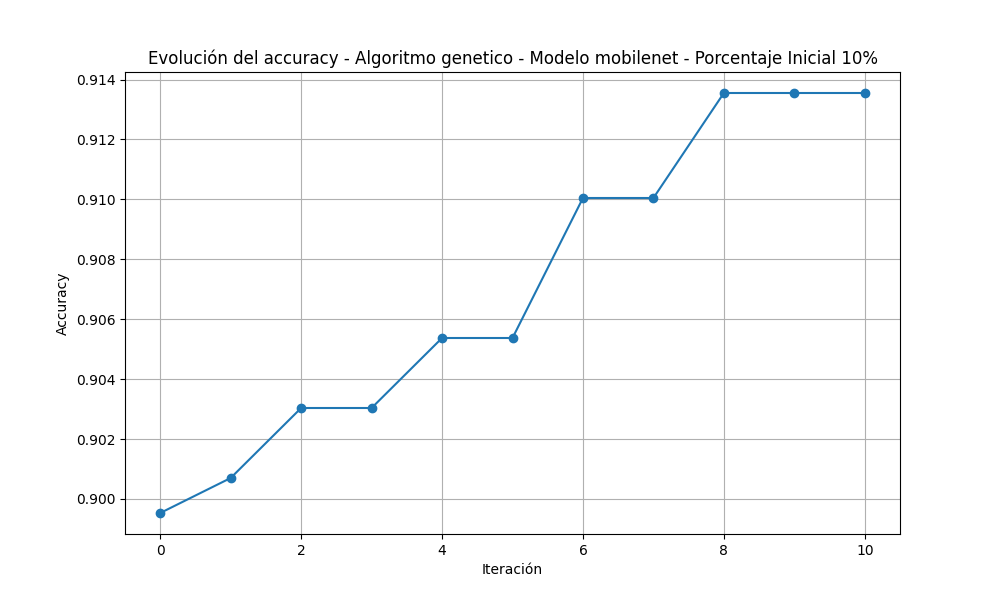 Evolución del accuracy - Algoritmo genetico - Modelo mobilenet - Porcentaje Inicial 10%
0.914
0.912
0.910
0.908
0.906
0.904
0.902
0.900
Accuracy
0 2 4 6 8 10
Iteración